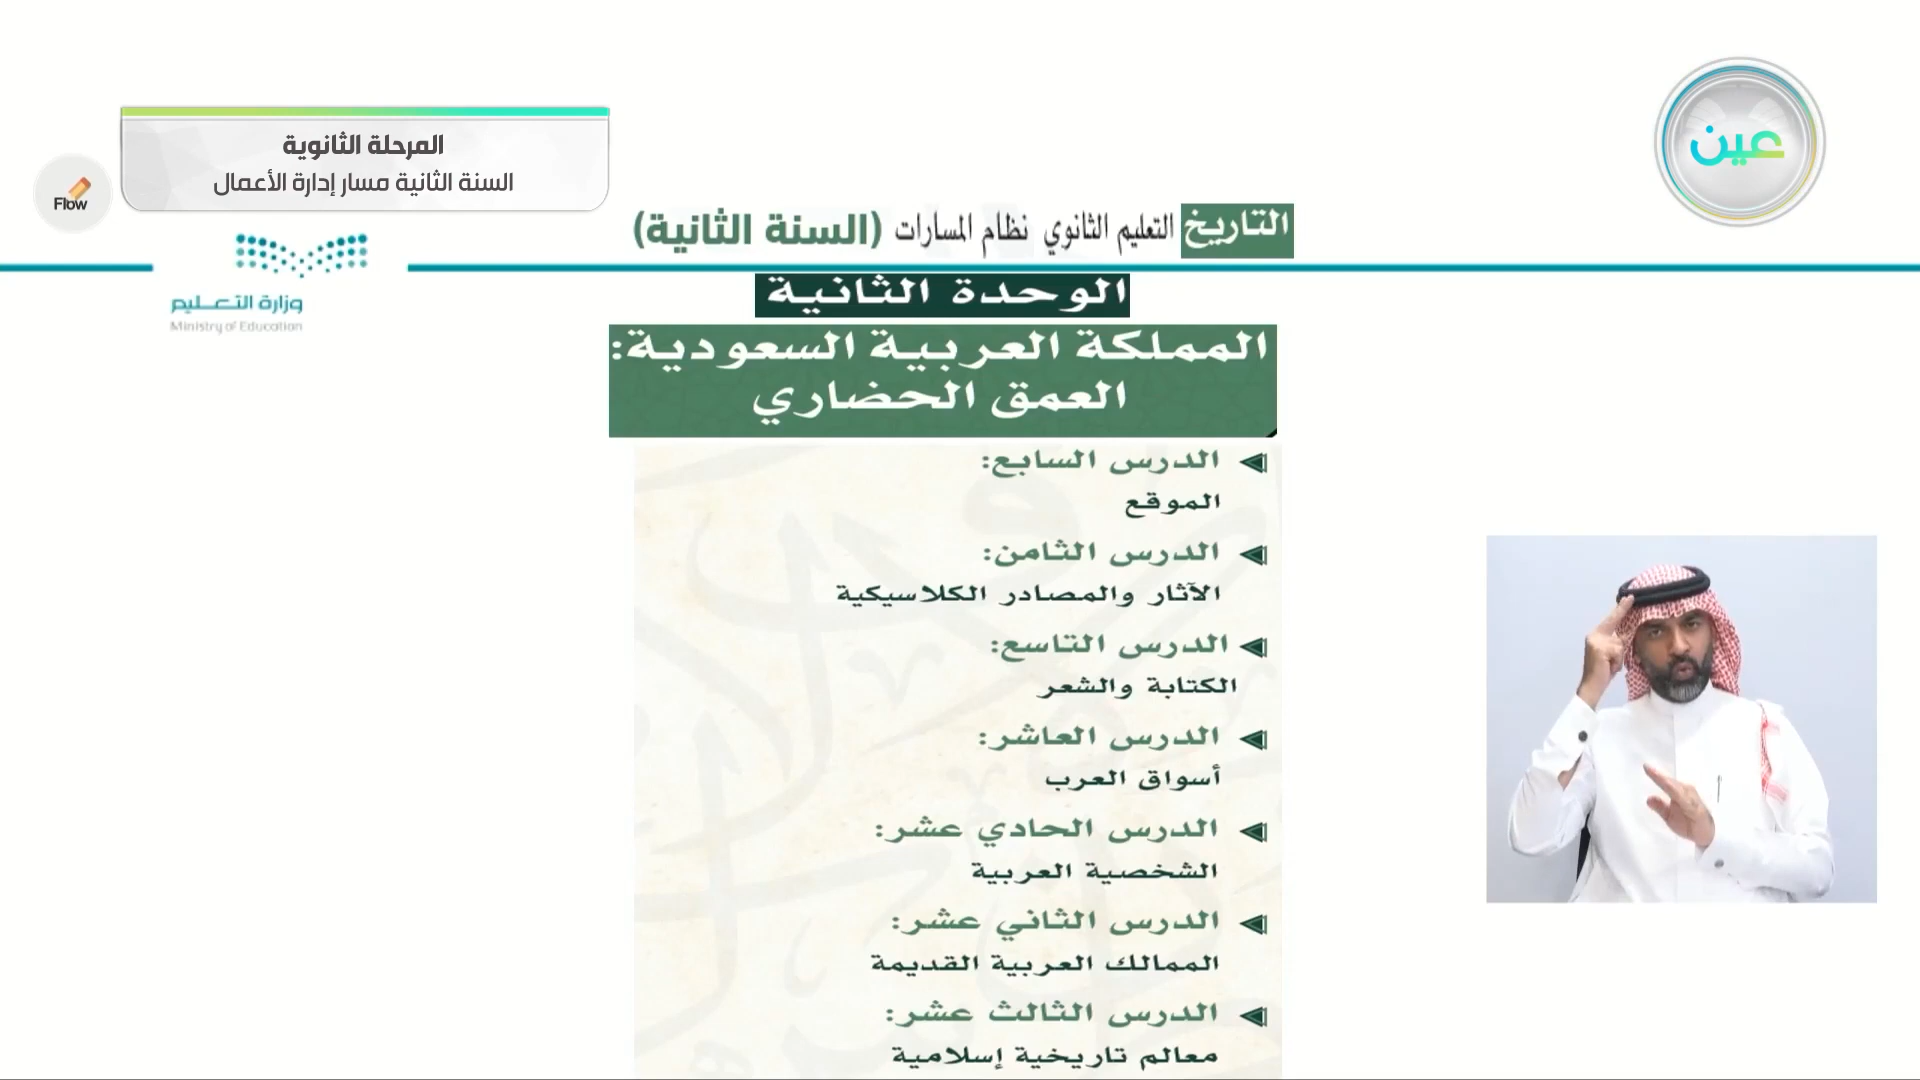 عين
المرحلة الثانوية
السنة الثانية مسار إدارة الأعمال
Flow
التاريخ التعليم الثانوي نظام المسارات (السنة الثانية)
وزارة التعـــليم
Ministry of Education
الوحدة الثانية
المملكة العربية السعودية:
العمق الحضاري
الدرس السابع:
الموقع
الدرس الثامن:
الآثار والمصادر الكلاسيكية
الدرس التاسع:
الكتابة والشعر
الدرس العاشر:
أسواق العرب
الدرس الحادي عشر:
الشخصية العربية
الدرس الثاني عشر:
الممالك العربية القديمة
الدرس الثالث عشر:
معالم تاريخية إسلامية